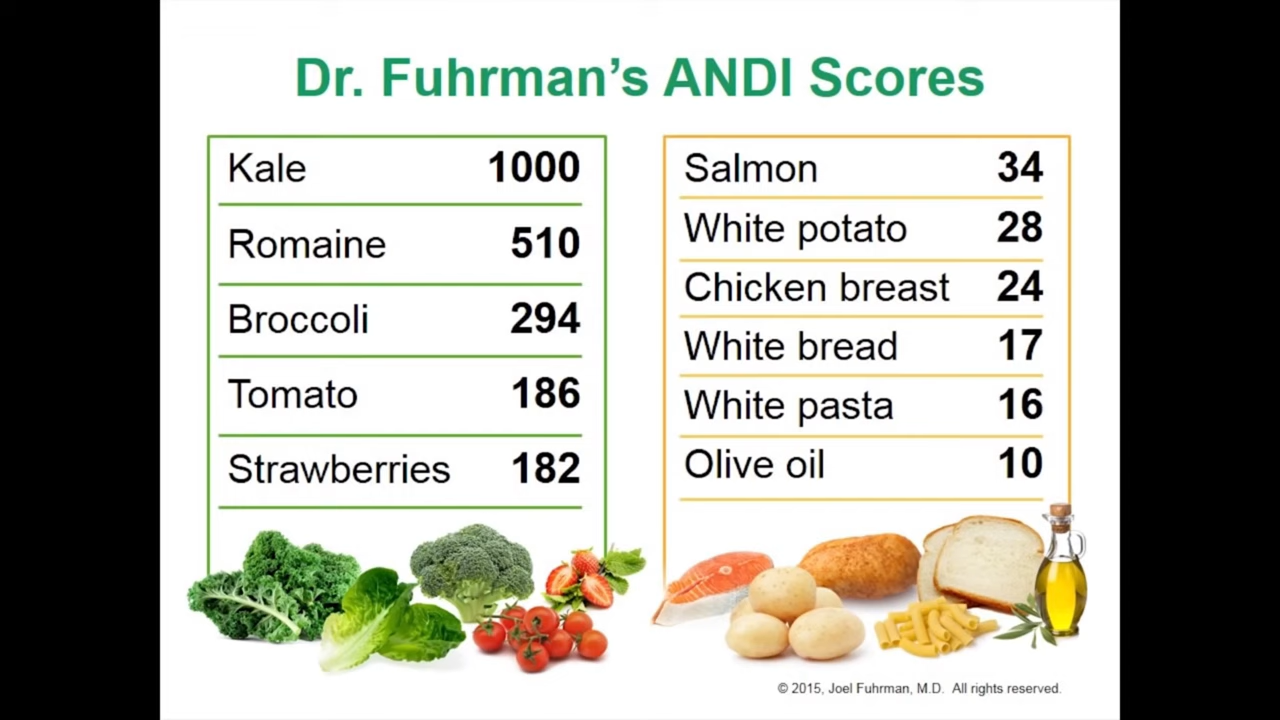 Dr. Fuhrman's ANDI Scores
Kale 1000
Romaine 510
Broccoli 294
Tomato 186
Strawberries 182
Salmon 34
White potato 28
Chicken breast 24
White bread 17
White pasta 16
Olive oil 10
© 2015, Joel Fuhrman, M.D. All rights reserved.